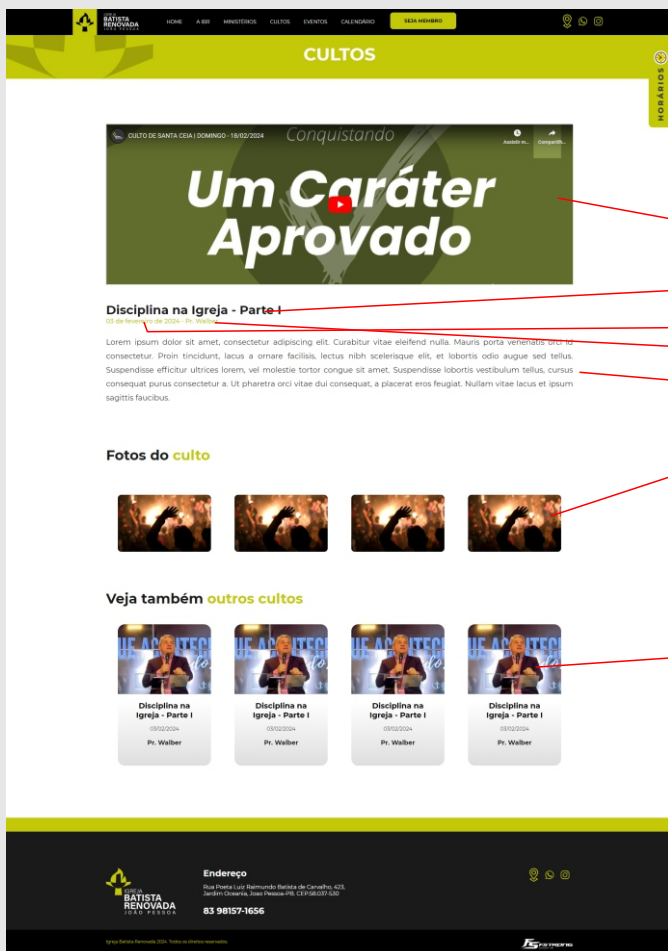 IGREJA
BATISTA
RENOVADA
JOÃO PESSOA
HOME A IBR MINISTÉRIOS CULTOS EVENTOS CALENDÁRIO SEJA MEMBRO
CULTOS
HORÁRIOS
CULTO DE SANTA CEIA | DOMINGO - 18/02/2024
Conquistando
Assistir m... Compartilh...
Um Caráter
Aprovado
Disciplina na Igreja - Parte I
03 de fevereiro de 2024 - Pr. Walber
Lorem ipsum dolor sit amet, consectetur adipiscing elit. Curabitur vitae eleifend nulla. Mauris porta venenatis orci id
consectetur. Proin tincidunt, lacus a ornare facilisis, lectus nibh scelerisque elit, et lobortis odio augue sed tellus.
Suspendisse efficitur ultrices lorem, vel molestie tortor congue sit amet. Suspendisse lobortis vestibulum tellus, cursus
consequat purus consectetur a. Ut pharetra orci vitae dui consequat, a placerat eros feugiat. Nullam vitae lacus et ipsum
sagittis faucibus.
Fotos do culto
Veja também outros cultos
Disciplina na Disciplina na Disciplina na Disciplina na
Igreja - Parte I Igreja - Parte I Igreja - Parte I Igreja - Parte I
03/02/2024 03/02/2024 03/02/2024 03/02/2024
Pr. Walber Pr. Walber Pr. Walber Pr. Walber
IGREJA
BATISTA
RENOVADA
JOÃO PESSOA
Endereço
Rua Poeta Luiz Raimundo Batista de Carvalho, 423,
Jardim Oceania, Joao Pessoa-PB. CEP:58.037-530
83 98157-1656
Igreja Batista Renovada 2024. Todos os direitos reservados.